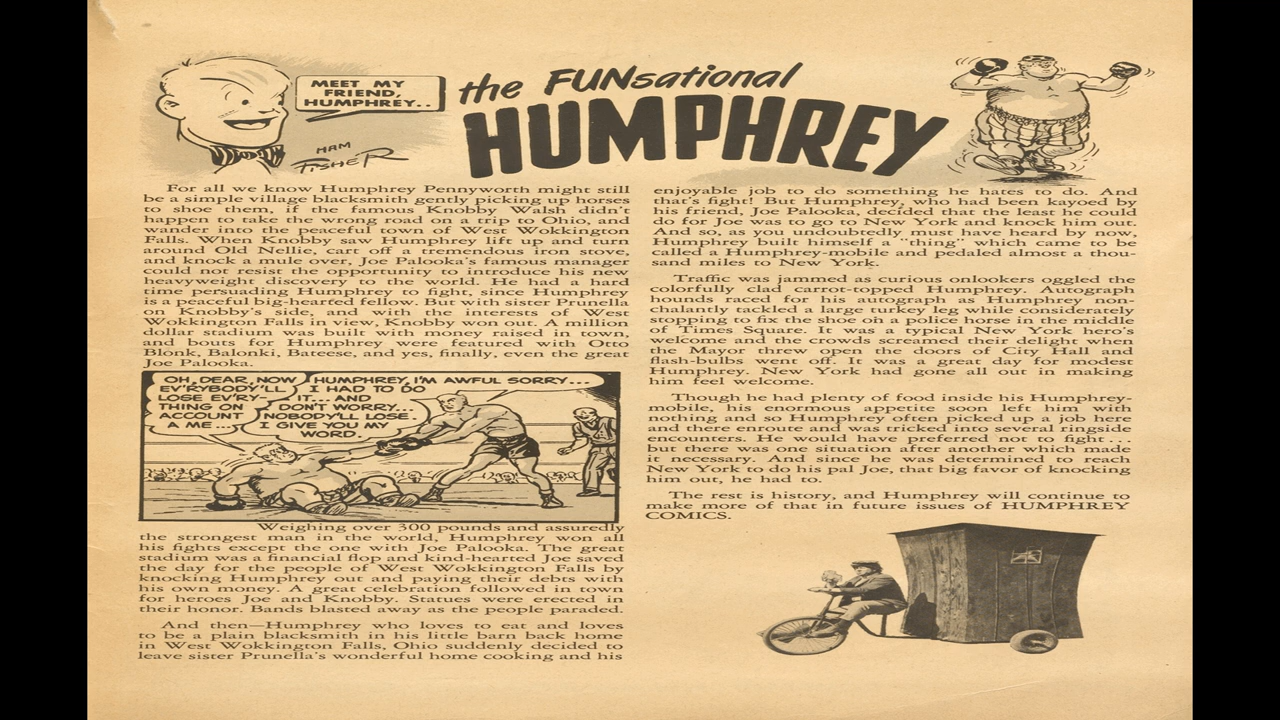 MEET MY
FRIEND,
HUMPHREY..
HAM
FISHER
the FUNsational
HUMPHREY
For all we know Humphrey Pennyworth might still
be a simple village blacksmith gently picking up horses
to shoe them, if the famous Knobby Walsh didn't
happen to take the wrong road on a trip to Ohio, and
wander into the peaceful town of West Wokkington
Falls. When Knobby saw Humphrey lift up and turn
around Old Nellie, cart off a tremendous iron stove,
and knock a mule over, Joe Palooka's famous manager
could not resist the opportunity to introduce his new
heavyweight discovery to the world. He had a hard
time persuading Humphrey to fight, since Humphrey
is a peaceful big-hearted fellow. But with sister Prunella
on Knobby's side, and with the interests of West
Wokkington Falls in view, Knobby won out. A million
dollar stadium was built with money raised in town,
and bouts for Humphrey were featured with Otto
Blonk, Balonki, Bateese, and yes, finally, even the great
Joe Palooka.
OH, DEAR, NOW
EV'RYBODY'LL
LOSE EV'RY-
THING ON
ACCOUNT
A ME...
HUMPHREY, I'M AWFUL SORRY...
I HAD TO DO
IT... AND
DON'T WORRY..
NOBODY'LL LOSE
I GIVE YOU MY
WORD.
Weighing over 300 pounds and assuredly
the strongest man in the world, Humphrey won all
his fights except the one with Joe Palooka. The great
stadium was a financial flop and kind-hearted Joe saved
the day for the people of West Wokkington Falls by
knocking Humphrey out and paying their debts with
his own money. A great celebration followed in town
for heroes Joe and Knobby. Statues were erected in
their honor. Bands blasted away as the people paraded.
And then—Humphrey who loves to eat and loves
to be a plain blacksmith in his little barn back home
in West Wokkington Falls, Ohio suddenly decided to
leave sister Prunella's wonderful home cooking and his
enjoyable job to do something he hates to do. And
that's fight! But Humphrey, who had been kayoed by
his friend, Joe Palooka, decided that the least he could
do for Joe was to go to New York and knock him out.
And so, as you undoubtedly must have heard by now,
Humphrey built himself a "thing" which came to be
called a Humphrey-mobile and pedaled almost a thou-
sand miles to New York.
Traffic was jammed as curious onlookers oggled the
colorfully clad carrot-topped Humphrey. Autograph
hounds raced for his autograph as Humphrey non-
chalantly tackled a large turkey leg while considerately
stopping to fix the shoe on a police horse in the middle
of Times Square. It was a typical New York hero's
welcome and the crowds screamed their delight when
the Mayor threw open the doors of City Hall and
flash-bulbs went off. It was a great day for modest
Humphrey. New York had gone all out in making
him feel welcome.
Though he had plenty of food inside his Humphrey-
mobile, his enormous appetite soon left him with
nothing and so Humphrey often picked up a job here
and there enroute and was tricked into several ringside
encounters. He would have preferred not to fight...
but there was one situation after another which made
it necessary. And since he was determined to reach
New York to do his pal Joe, that big favor of knocking
him out, he had to.
The rest is history, and Humphrey will continue to
make more of that in future issues of HUMPHREY
COMICS.